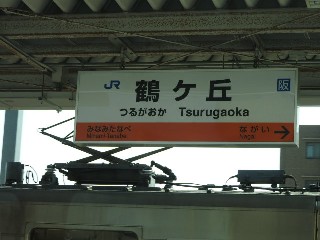 JR 鶴ケ丘 阪
つるがおか Tsurugaoka
みなみたなべ ながい
Minami-Tanabe Nagai